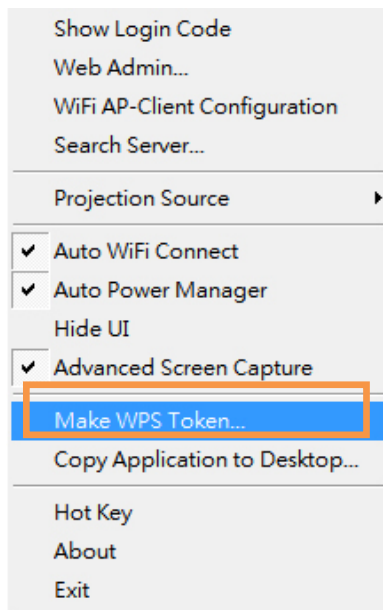 Show Login Code
Web Admin...
WiFi AP-Client Configuration
Search Server...
Projection Source
Auto WiFi Connect
Auto Power Manager
Hide UI
Advanced Screen Capture
Make WPS Token...
Copy Application to Desktop...
Hot Key
About
Exit